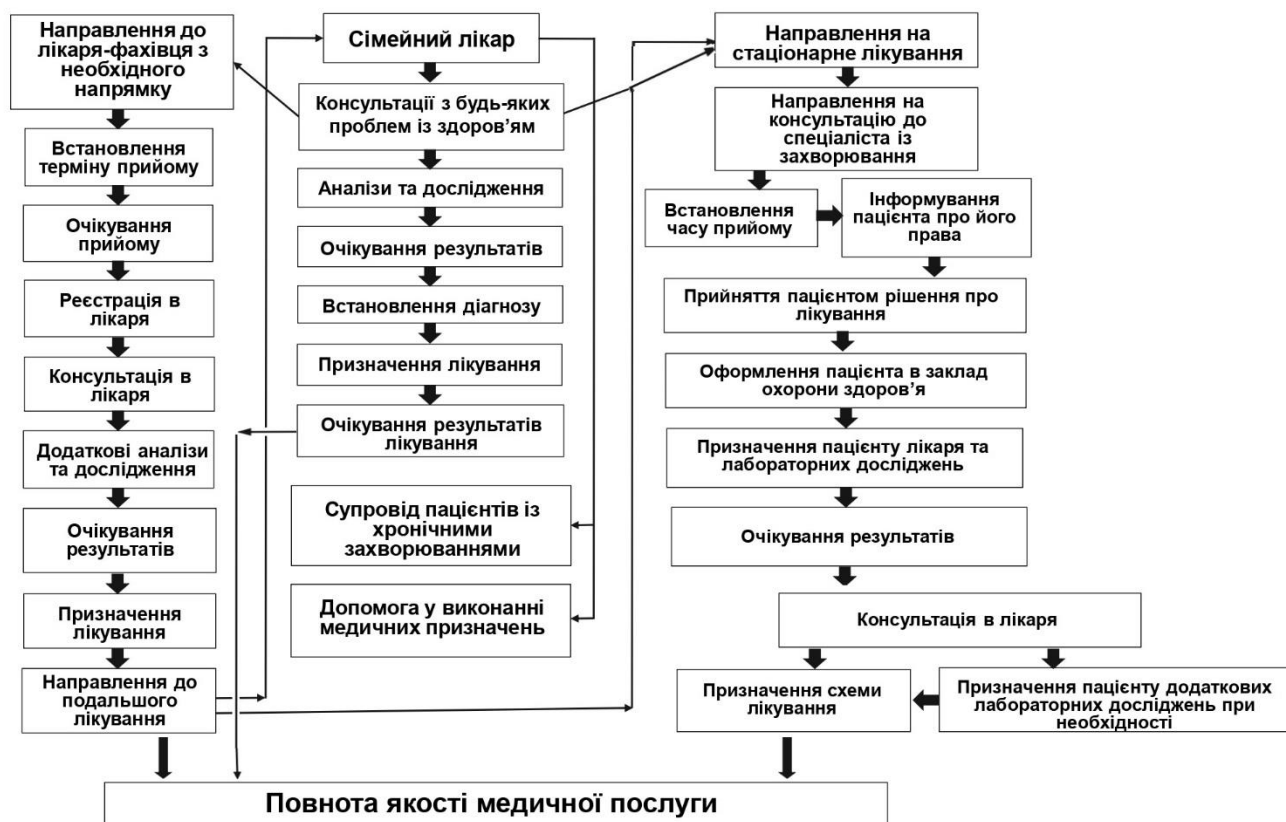 Направлення до
лікаря-фахівця з
необхідного
напрямку
Встановлення
терміну прийому
Очікування
прийому
Реєстрація в
лікаря
Консультація в
лікаря
Додаткові аналізи
та дослідження
Очікування
результатів
Призначення
лікування
Направлення до
подальшого
лікування
Сімейний лікар
Консультації з будь-яких
проблем із здоров’ям
Аналізи та дослідження
Очікування результатів
Встановлення діагнозу
Призначення лікування
Очікування результатів
лікування
Супровід пацієнтів із
хронічними
захворюваннями
Допомога у виконанні
медичних призначень
Направлення на
стаціонарне лікування
Направлення на
консультацію до
спеціаліста із
захворювання
Встановлення
часу прийому
Інформування
пацієнта про його
права
Прийняття пацієнтом рішення про
лікування
Оформлення пацієнта в заклад
охорони здоров’я
Призначення пацієнту лікаря та
лабораторних досліджень
Очікування результатів
Консультація в лікаря
Призначення схеми
лікування
Призначення пацієнту додаткових
лабораторних досліджень при
необхідності
Повнота якості медичної послуги